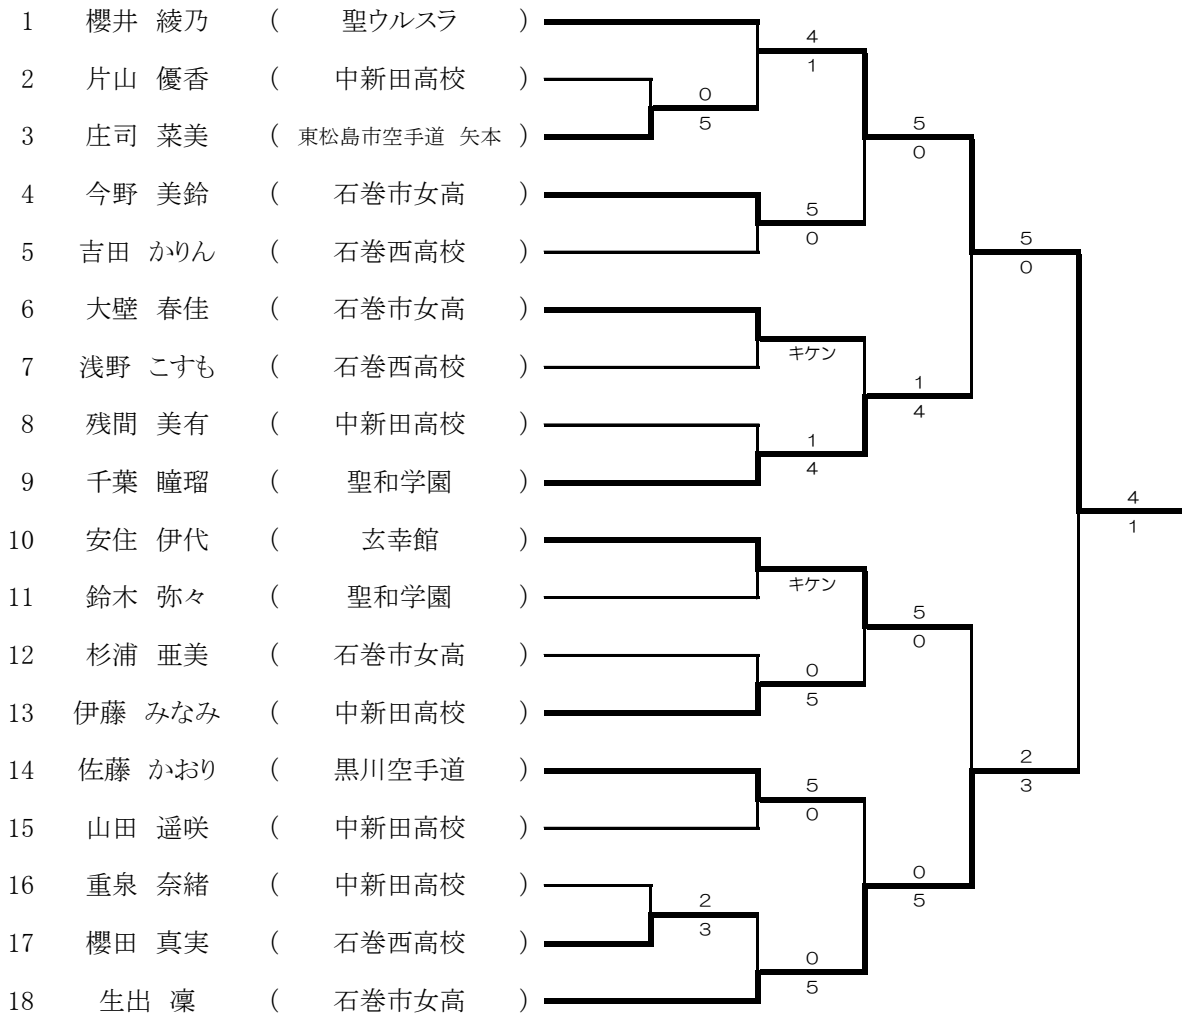 1 櫻井 綾乃 ( 聖ウルスラ )
4
1
2 片山 優香 ( 中新田高校 )
0
5
3 庄司 菜美 ( 東松島市空手道 矢本 )
5
0
4 今野 美鈴 ( 石巻市女高 )
5
0
5 吉田 かりん ( 石巻西高校 )
5
0
6 大壁 春佳 ( 石巻市女高 )
キケン
7 浅野 こすも ( 石巻西高校 )
1
4
8 残間 美有 ( 中新田高校 )
1
4
9 千葉 瞳瑠 ( 聖和学園 )
4
1
10 安住 伊代 ( 玄幸館 )
キケン
11 鈴木 弥々 ( 聖和学園 )
5
0
12 杉浦 亜美 ( 石巻市女高 )
0
5
13 伊藤 みなみ ( 中新田高校 )
2
3
14 佐藤 かおり ( 黒川空手道 )
5
0
15 山田 遥咲 ( 中新田高校 )
0
5
16 重泉 奈緒 ( 中新田高校 )
2
3
17 櫻田 真実 ( 石巻西高校 )
0
5
18 生出 凜 ( 石巻市女高 )